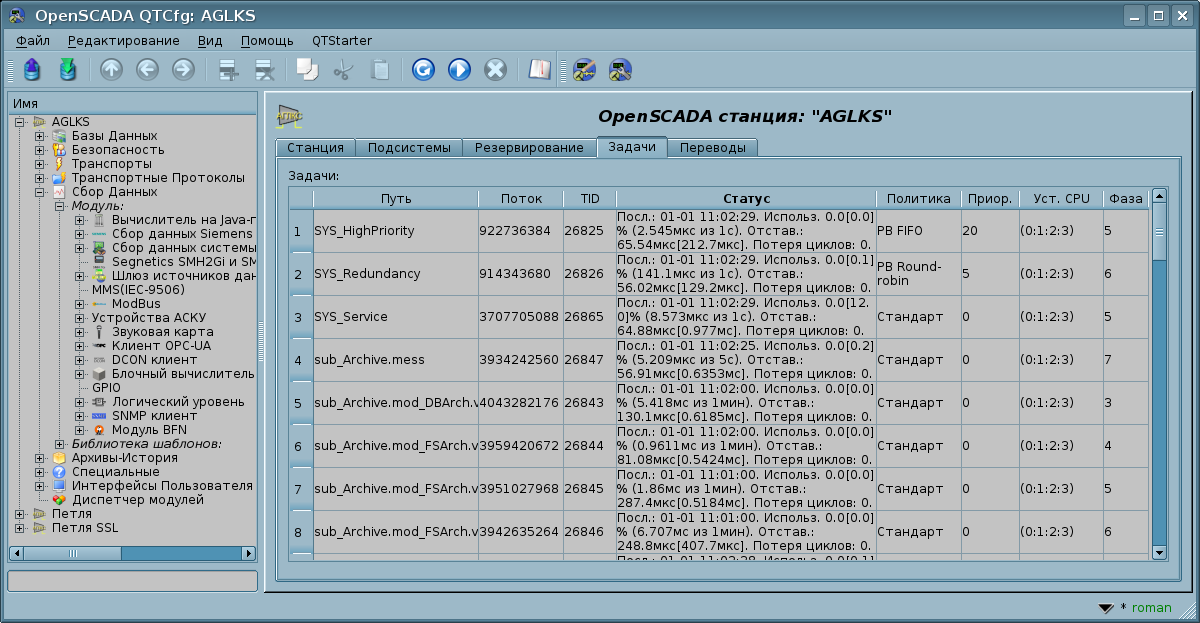 OpenSCADA QTCfg: AGLKS
Файл Редактирование Вид Помощь QTStarter
Имя
AGLKS
Базы Данных
Безопасность
Транспорты
Транспортные Протоколы
Сбор Данных
Модуль:
Вычислитель на Java-п
Сбор данных Siemens
Сбор данных системы
Segnetics SMH2Gi и SM
Шлюз источников дан
MMS(IEC-9506)
ModBus
Устройства АСКУ
Звуковая карта
Клиент OPC-UA
DCON клиент
Блочный вычислитель
GPIO
Логический уровень
SNMP клиент
Модуль BFN
Библиотека шаблонов:
Архивы-История
Специальные
Интерфейсы Пользователя
Диспетчер модулей
Петля
Петля SSL
АГЛКС
OpenSCADA станция: "AGLKS"
Станция Подсистемы Резервирование Задачи Переводы
Задачи:
Путь Поток TID Статус Политика Приор. Уст. CPU Фаза
1 SYS_HighPriority 922736384 26825 Посл.: 01-01 11:02:29. Использ. 0.0[0.0]
% (2.545мкс из 1с). Отстав.:
65.54мкс[212.7мкс]. Потеря циклов: 0.
РВ FIFO 20 (0:1:2:3) 5
2 SYS_Redundancy 914343680 26826 Посл.: 01-01 11:02:29. Использ. 0.0[0.1]
% (141.1мкс из 1с). Отстав.:
56.02мкс[129.2мкс]. Потеря циклов: 0.
РВ Round-
robin
5 (0:1:2:3) 6
3 SYS_Service 3707705088 26865 Посл.: 01-01 11:02:29. Использ. 0.0[12.
0]% (8.573мкс из 1с). Отстав.:
64.88мкс[0.977мс]. Потеря циклов: 0.
Стандарт 0 (0:1:2:3) 5
4 sub_Archive.mess 3934242560 26847 Посл.: 01-01 11:02:25. Использ. 0.0[0.2]
% (5.209мкс из 5с). Отстав.:
56.91мкс[0.6353мс]. Потеря циклов: 0.
Стандарт 0 (0:1:2:3) 7
5 sub_Archive.mod_DBArch.v 4043282176 26843 Посл.: 01-01 11:02:00. Использ. 0.0[0.0]
% (5.418мс из 1мин). Отстав.:
130.1мкс[0.6185мс]. Потеря циклов: 0.
Стандарт 0 (0:1:2:3) 3
6 sub_Archive.mod_FSArch.v 3959420672 26844 Посл.: 01-01 11:02:00. Использ. 0.0[0.0]
% (0.9611мс из 1мин). Отстав.:
81.08мкс[0.5424мс]. Потеря циклов: 0.
Стандарт 0 (0:1:2:3) 4
7 sub_Archive.mod_FSArch.v 3951027968 26845 Посл.: 01-01 11:01:00. Использ. 0.0[0.0]
% (1.86мс из 1мин). Отстав.:
287.4мкс[0.5184мс]. Потеря циклов: 0.
Стандарт 0 (0:1:2:3) 5
8 sub_Archive.mod_FSArch.v 3942635264 26846 Посл.: 01-01 11:01:00. Использ. 0.0[0.0]
% (6.707мс из 1мин). Отстав.:
248.8мкс[407.7мкс]. Потеря циклов: 0.
Стандарт 0 (0:1:2:3) 6
* roman